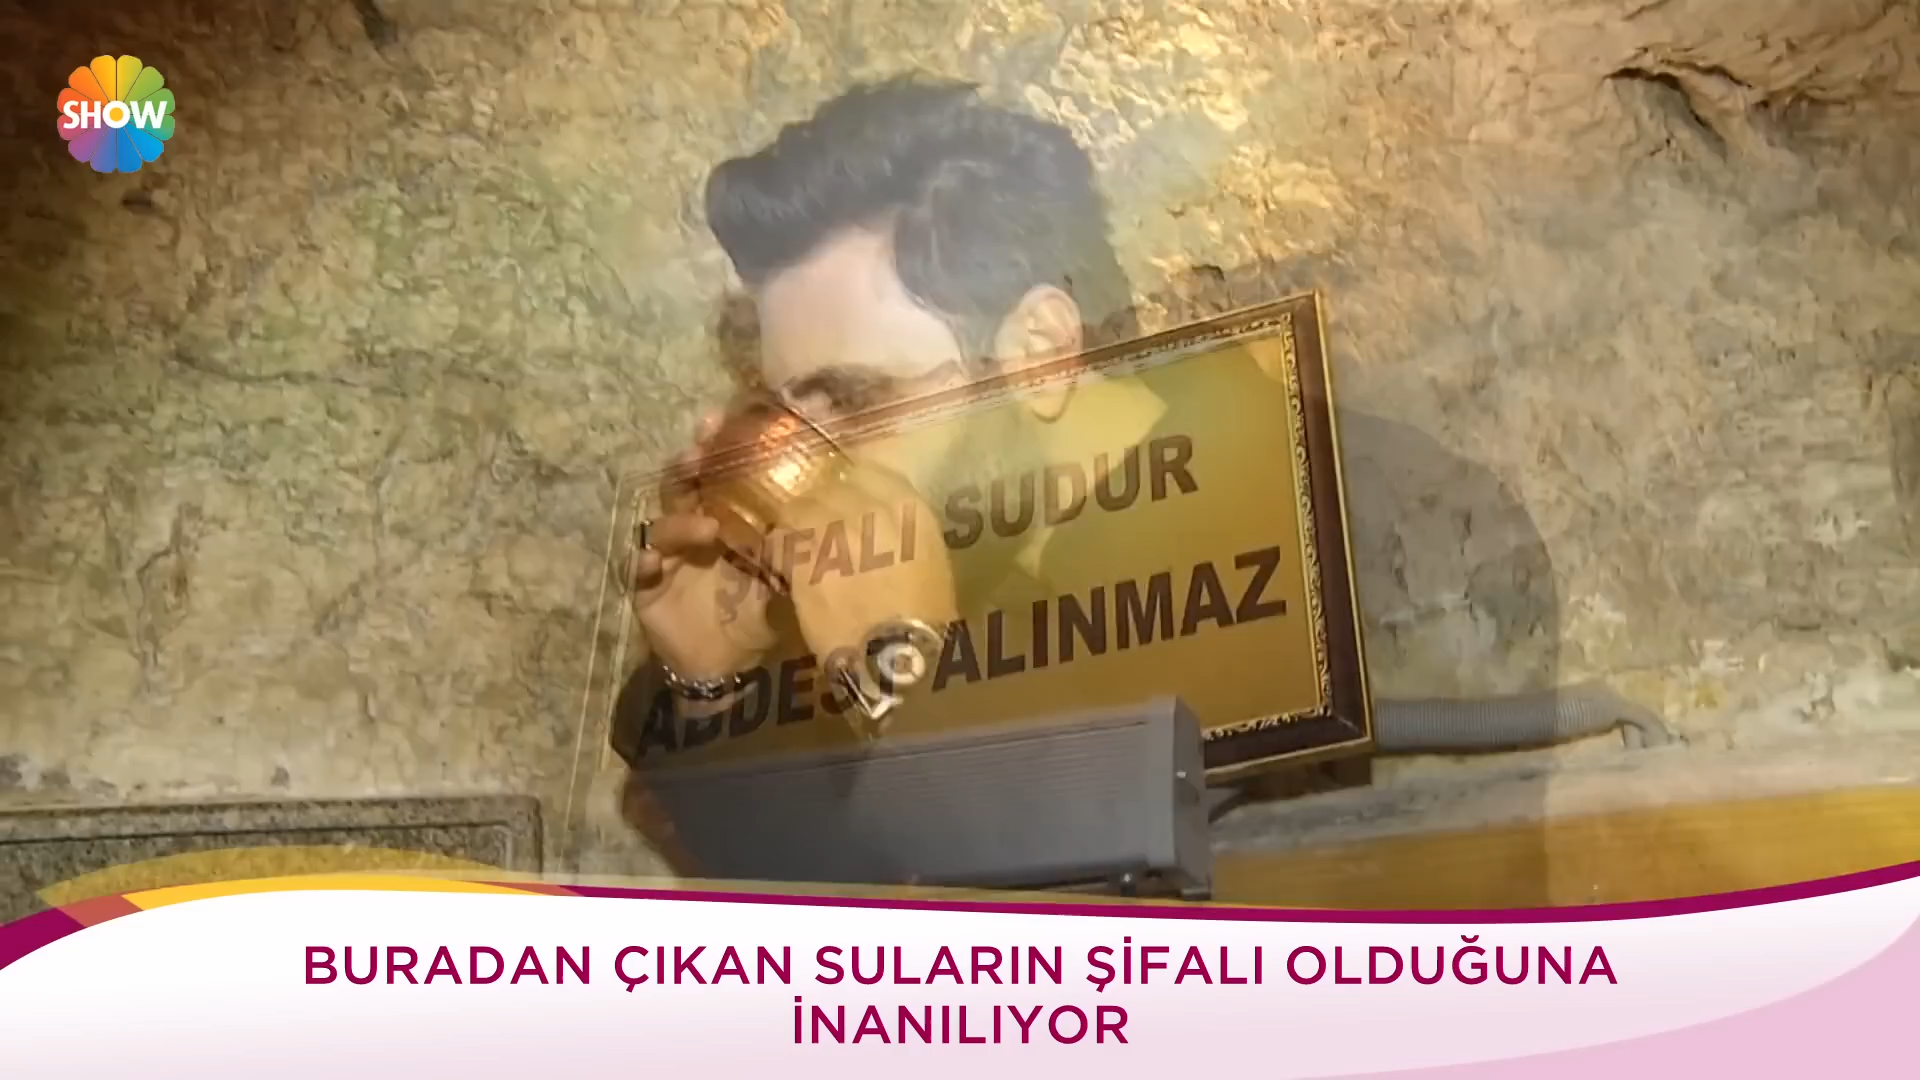 SHOW
ŞİFALI SUDUR
ABDEST ALINMAZ
BURADAN ÇIKAN SULARIN ŞİFALI OLDUĞUNA
İNANILIYOR